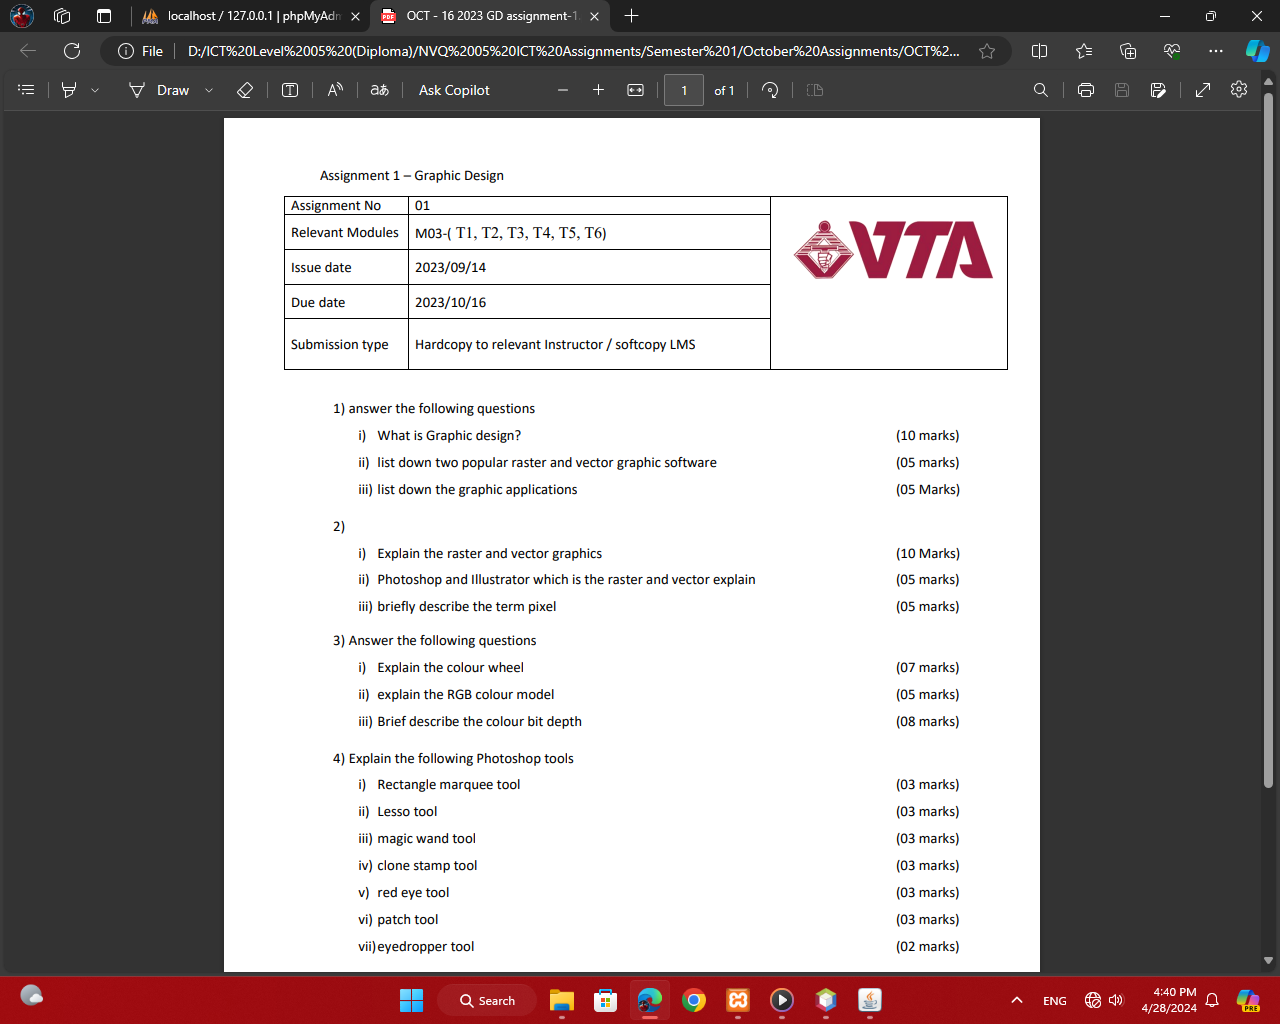 localhost / 127.0.0.1 | phpMyAdm
OCT - 16 2023 GD assignment-1.
File
D:/ICT%20Level%2005%20(Diploma)/NVQ%2005%20ICT%20Assignments/Semester%201/October%20Assignments/OCT%2...
Draw
aあ
Ask Copilot
1 of 1
Assignment 1 – Graphic Design
Assignment No 01
Relevant Modules M03-( T1, T2, T3, T4, T5, T6)
VTA
Issue date 2023/09/14
Due date 2023/10/16
Submission type Hardcopy to relevant Instructor / softcopy LMS
1) answer the following questions
i) What is Graphic design? (10 marks)
ii) list down two popular raster and vector graphic software (05 marks)
iii) list down the graphic applications (05 Marks)
2)
i) Explain the raster and vector graphics (10 Marks)
ii) Photoshop and Illustrator which is the raster and vector explain (05 marks)
iii) briefly describe the term pixel (05 marks)
3) Answer the following questions
i) Explain the colour wheel (07 marks)
ii) explain the RGB colour model (05 marks)
iii) Brief describe the colour bit depth (08 marks)
4) Explain the following Photoshop tools
i) Rectangle marquee tool (03 marks)
ii) Lesso tool (03 marks)
iii) magic wand tool (03 marks)
iv) clone stamp tool (03 marks)
v) red eye tool (03 marks)
vi) patch tool (03 marks)
vii) eyedropper tool (02 marks)
Search
ENG
4:40 PM
4/28/2024
PRE